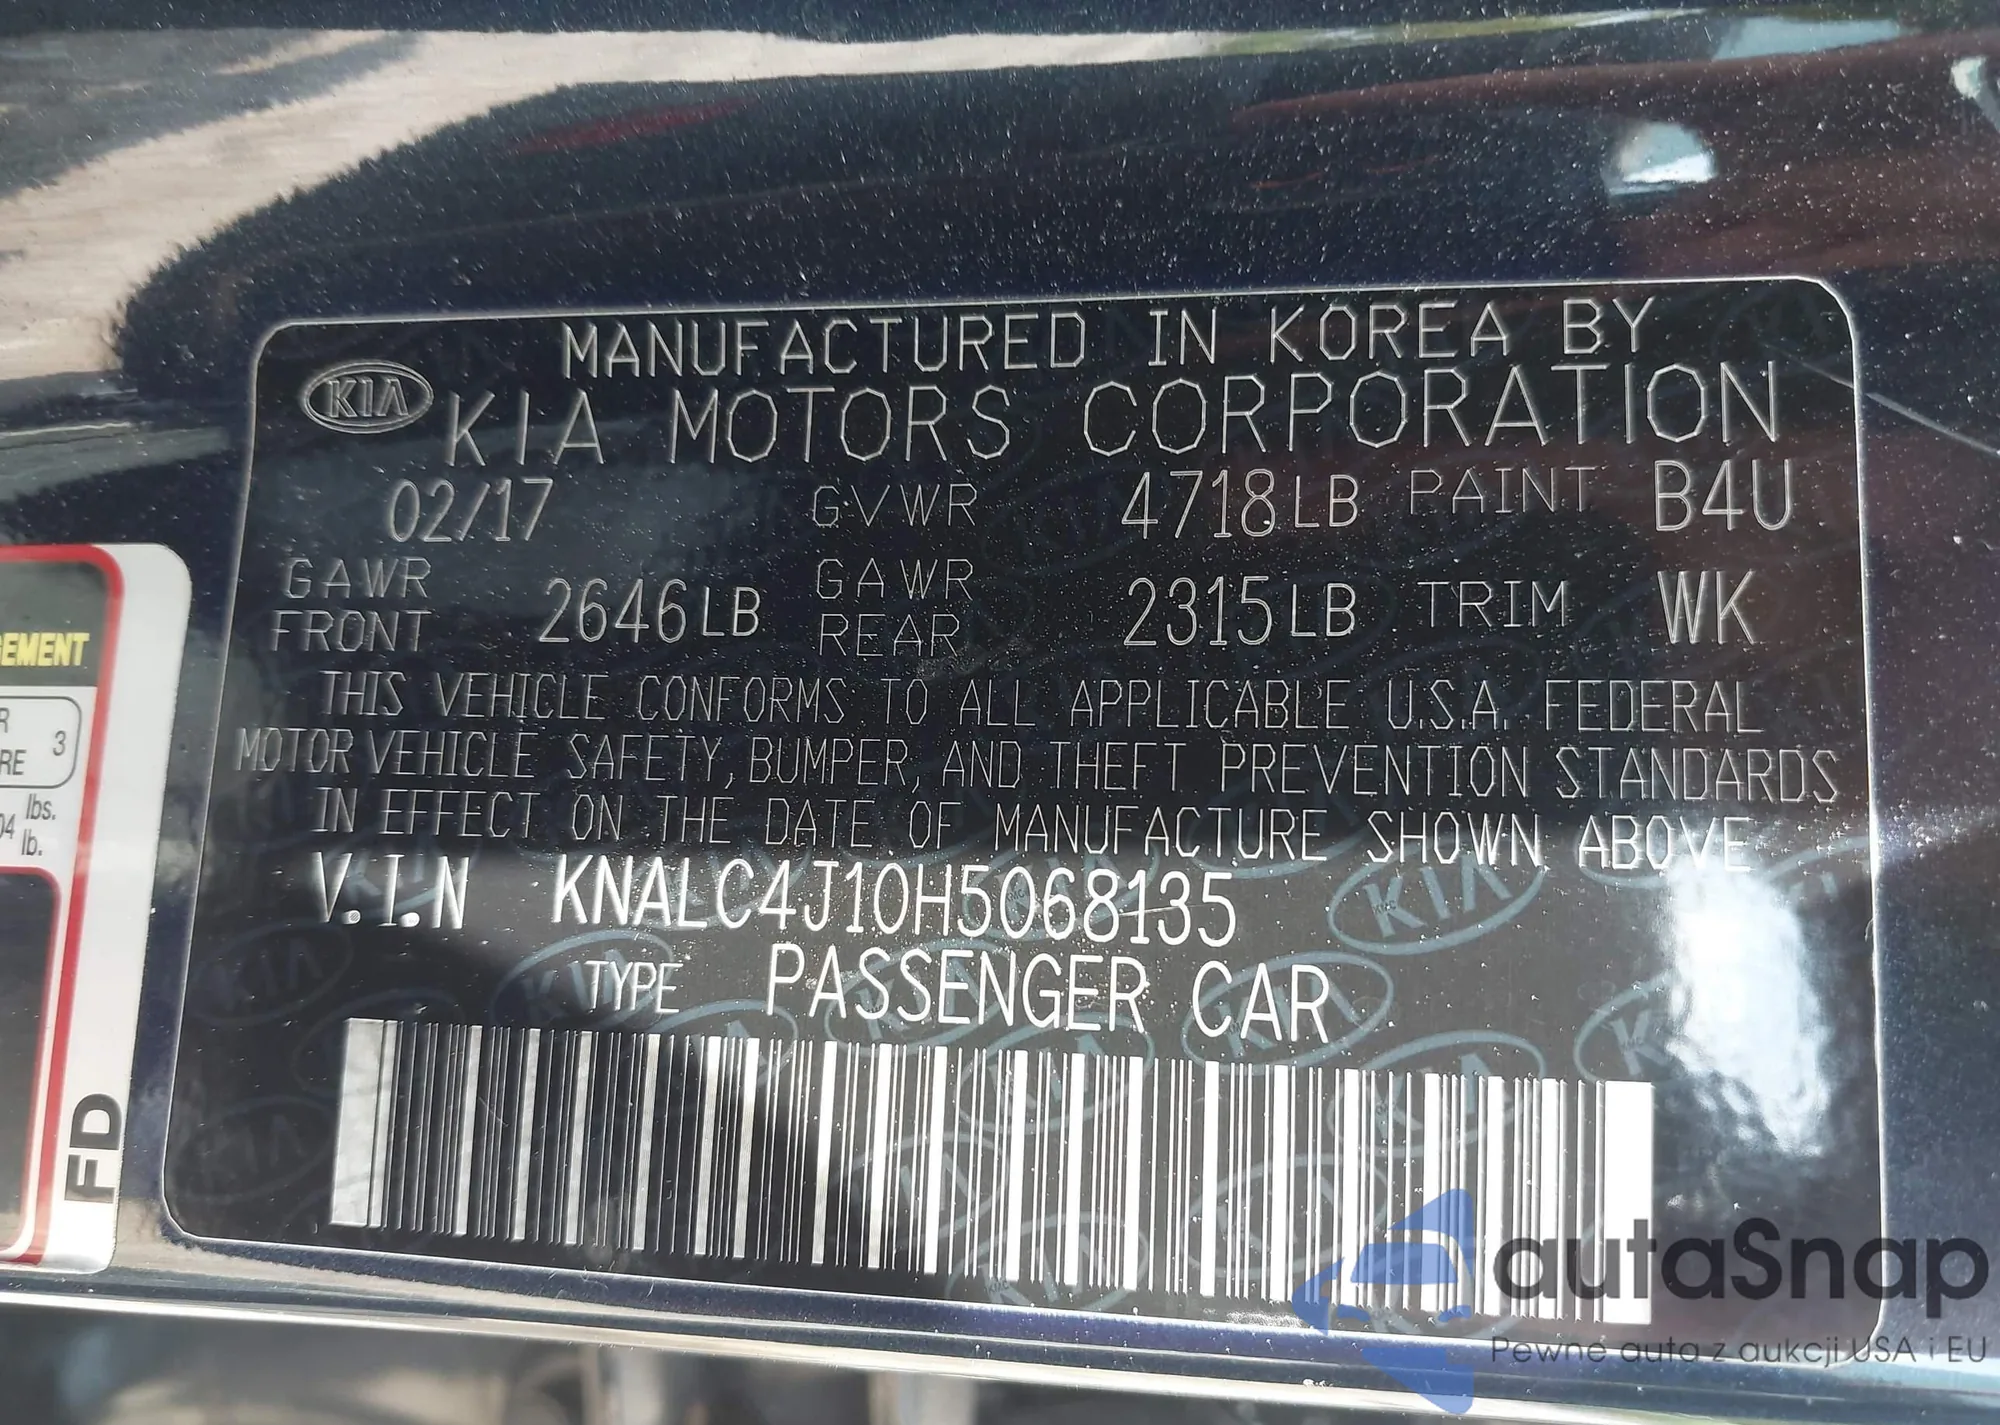 MANUFACTURED IN KOREA BY
KIA
KIA MOTORS CORPORATION
02/17 GVWR 4718LB PAINT B4U
GAWR FRONT 2646LB GAWR REAR 2315LB TRIM WK
THIS VEHICLE CONFORMS TO ALL APPLICABLE U.S.A. FEDERAL
MOTOR VEHICLE SAFETY, BUMPER, AND THEFT PREVENTION STANDARDS
IN EFFECT ON THE DATE OF MANUFACTURE SHOWN ABOVE
V.I.N KNALC4J10H5068135
TYPE PASSENGER CAR
3
lbs.
lb.
FD
autaSnap
Pewne auta z aukcji USA i EU